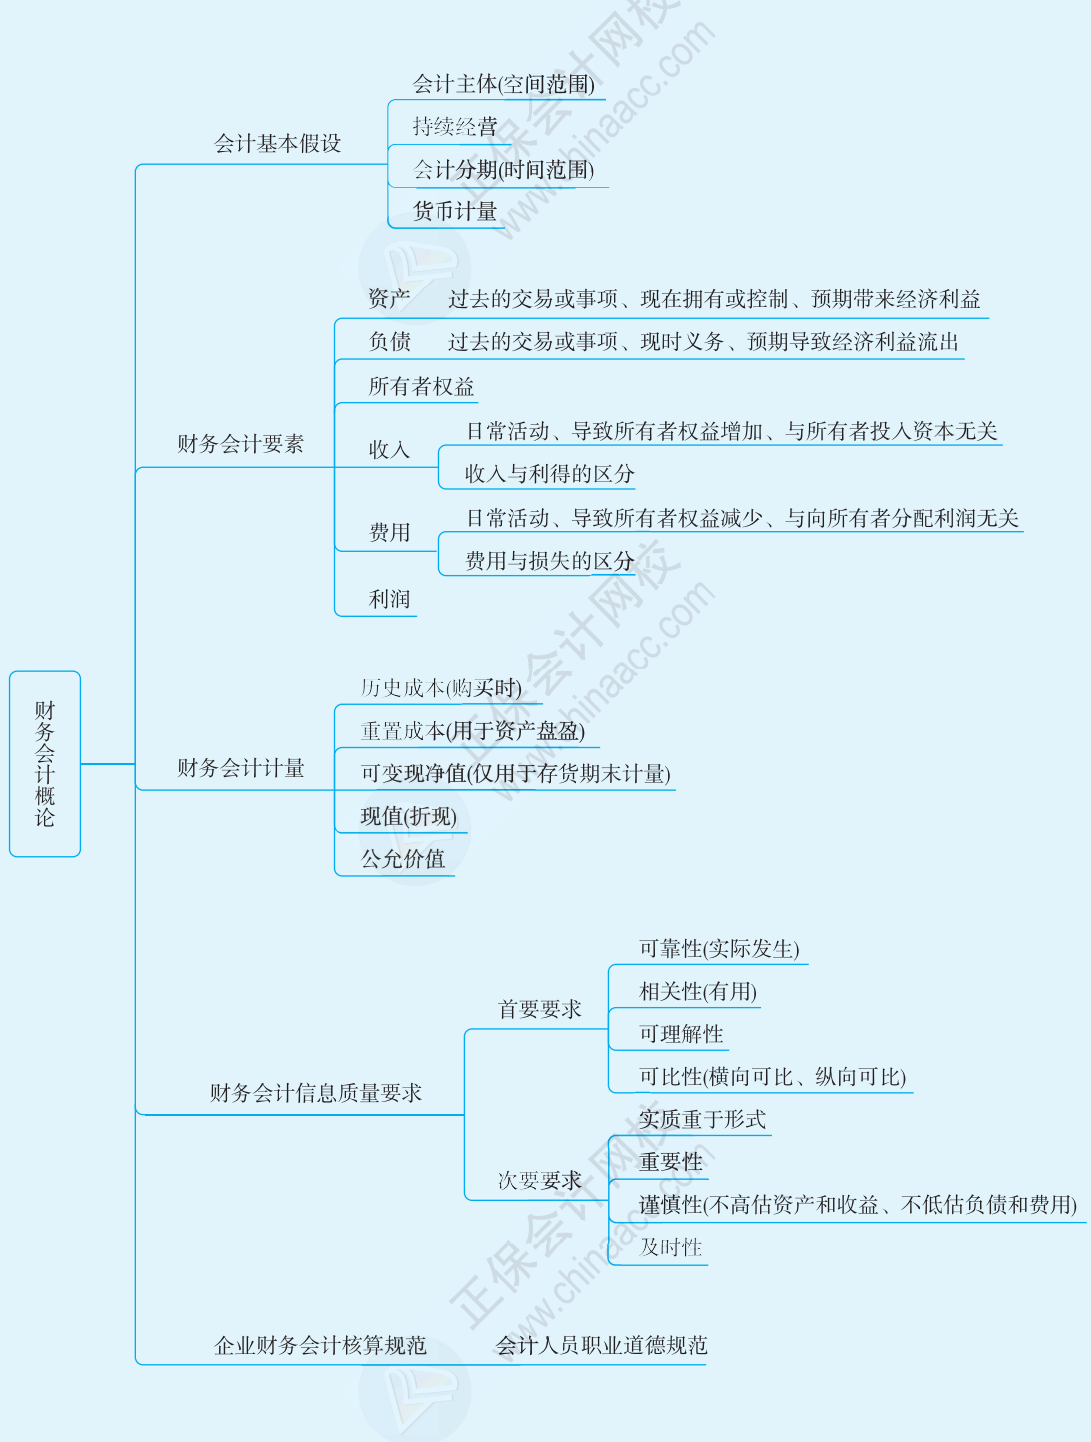 会计主体(空间范围)
持续经营
会计基本假设
会计分期(时间范围)
货币计量
资产 过去的交易或事项、现在拥有或控制、预期带来经济利益
负债 过去的交易或事项、现时义务、预期导致经济利益流出
所有者权益
财务会计要素
收入
日常活动、导致所有者权益增加、与所有者投入资本无关
收入与利得的区分
费用
日常活动、导致所有者权益减少、与向所有者分配利润无关
费用与损失的区分
利润
财务会计概论
历史成本(购买时)
重置成本(用于资产盘盈)
财务会计计量
可变现净值(仅用于存货期末计量)
现值(折现)
公允价值
可靠性(实际发生)
首要要求
相关性(有用)
可理解性
可比性(横向可比、纵向可比)
财务会计信息质量要求
实质重于形式
次要要求
重要性
谨慎性(不高估资产和收益、不低估负债和费用)
及时性
企业财务会计核算规范
会计人员职业道德规范
正保会计网校
www.chinaacc.com
正保会计网校
www.chinaacc.com
正保会计网校
www.chinaacc.com